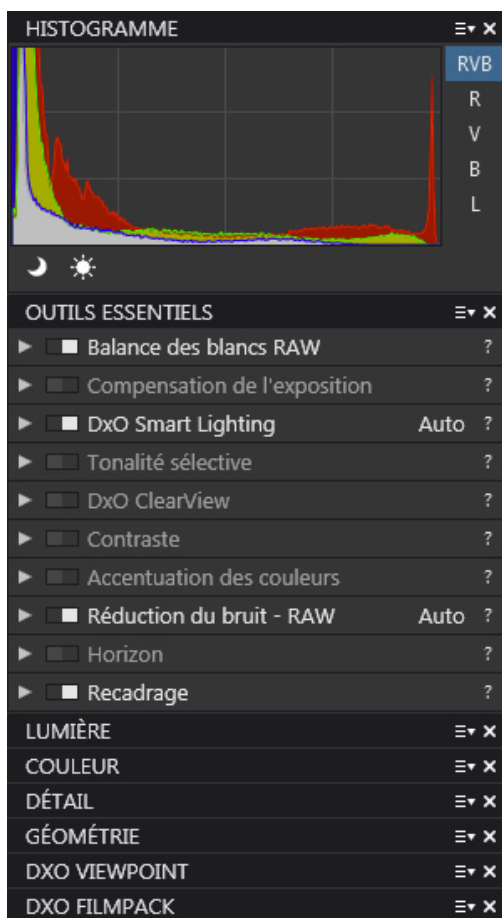 HISTOGRAMME
RVB
R
V
B
L
OUTILS ESSENTIELS
Balance des blancs RAW ?
Compensation de l'exposition ?
DxO Smart Lighting Auto ?
Tonalité sélective ?
DxO ClearView ?
Contraste ?
Accentuation des couleurs ?
Réduction du bruit - RAW Auto ?
Horizon ?
Recadrage ?
LUMIÈRE
COULEUR
DÉTAIL
GÉOMÉTRIE
DXO VIEWPOINT
DXO FILMPACK